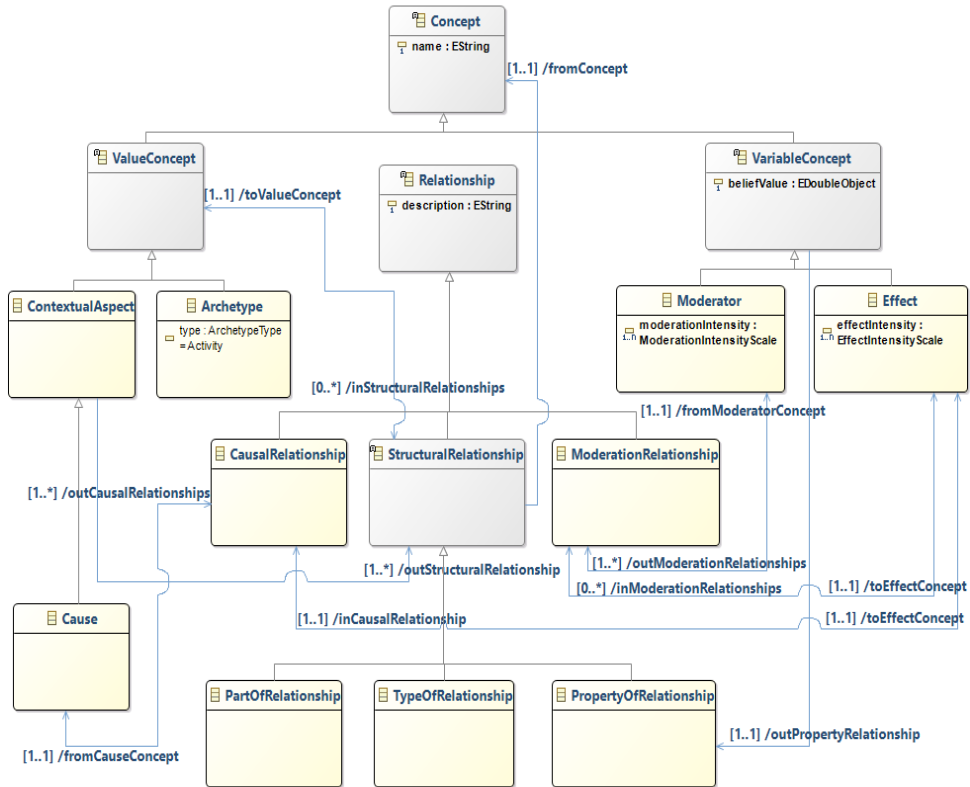 Concept
name : EString
[1..1] /fromConcept
ValueConcept
VariableConcept
beliefValue : EDoubleObject
Relationship
description : EString
[1..1] /toValueConcept
ContextualAspect
Archetype
type : ArchetypeType
= Activity
Moderator
moderationIntensity :
1..n
ModerationIntensityScale
Effect
effectIntensity :
1..n
EffectIntensityScale
[0..*] /inStructuralRelationships
[1..1] /fromModeratorConcept
CausalRelationship
StructuralRelationship
ModerationRelationship
[1..*] /outCausalRelationships
[1..*] /outStructuralRelationship
[1..*] /outModerationRelationships
[0..*] /inModerationRelationships
[1..1] /toEffectConcept
Cause
[1..1] /inCausalRelationship
[1..1] /toEffectConcept
PartOfRelationship
TypeOfRelationship
PropertyOfRelationship
[1..1] /outPropertyRelationship
[1..1] /fromCauseConcept